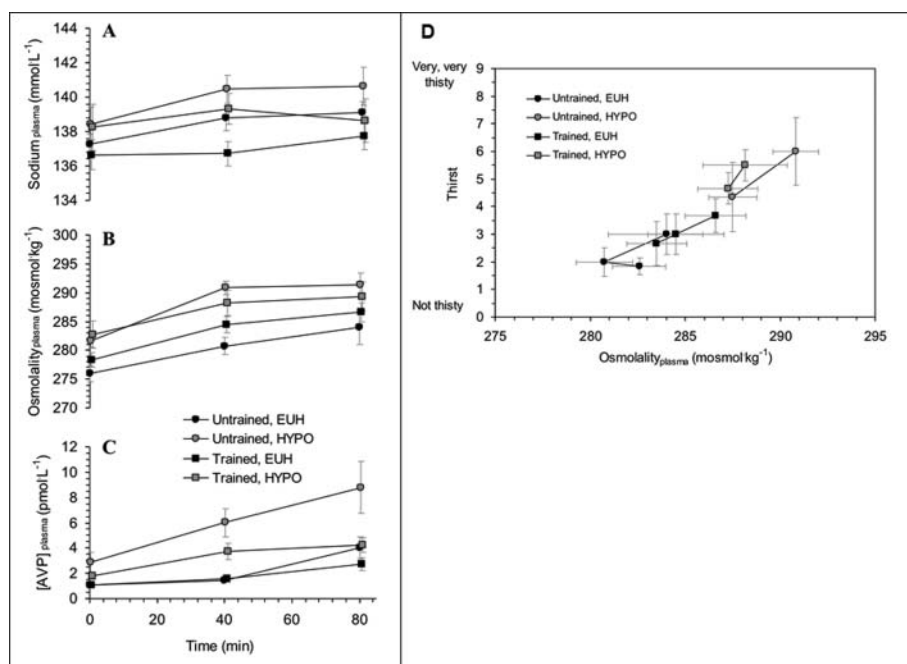 A
144
142
140
138
136
134
Sodium plasma (mmol L-1)
B
300
295
290
285
280
275
270
Osmolality plasma (mosmol kg-1)
Untrained, EUH
Untrained, HYPO
Trained, EUH
Trained, HYPO
C
12
10
8
6
4
2
0
[AVP] plasma (pmol L-1)
0 20 40 60 80
Time (min)
D
Very, very
thisty
9
8
7
6
5
4
3
2
1
0
Thirst
Not thisty
Untrained, EUH
Untrained, HYPO
Trained, EUH
Trained, HYPO
275 280 285 290 295
Osmolality plasma (mosmol kg-1)